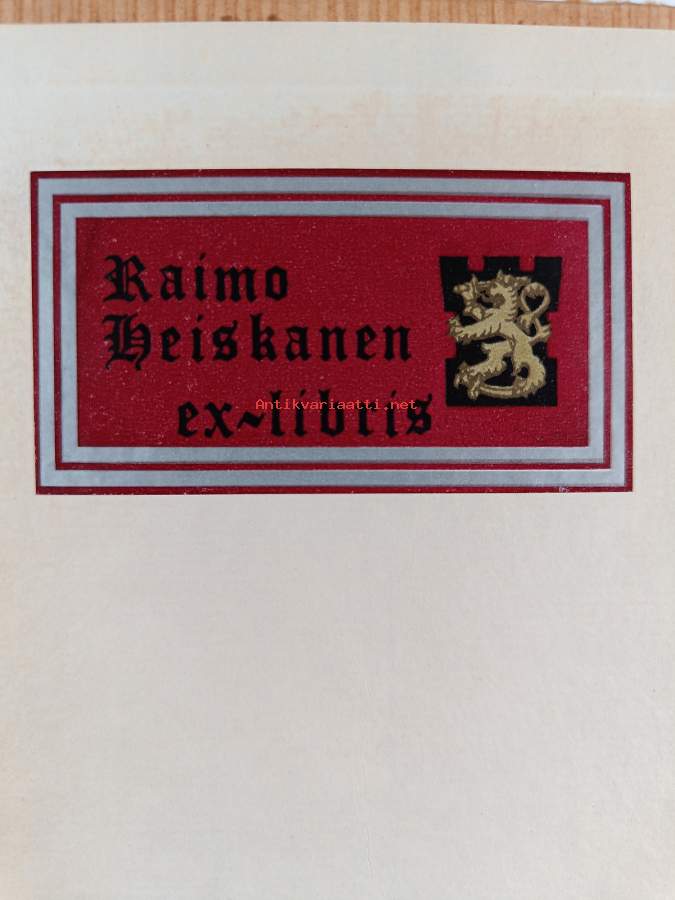 Raimo
Heiskanen
ex~libris
Antikvariaatti.net